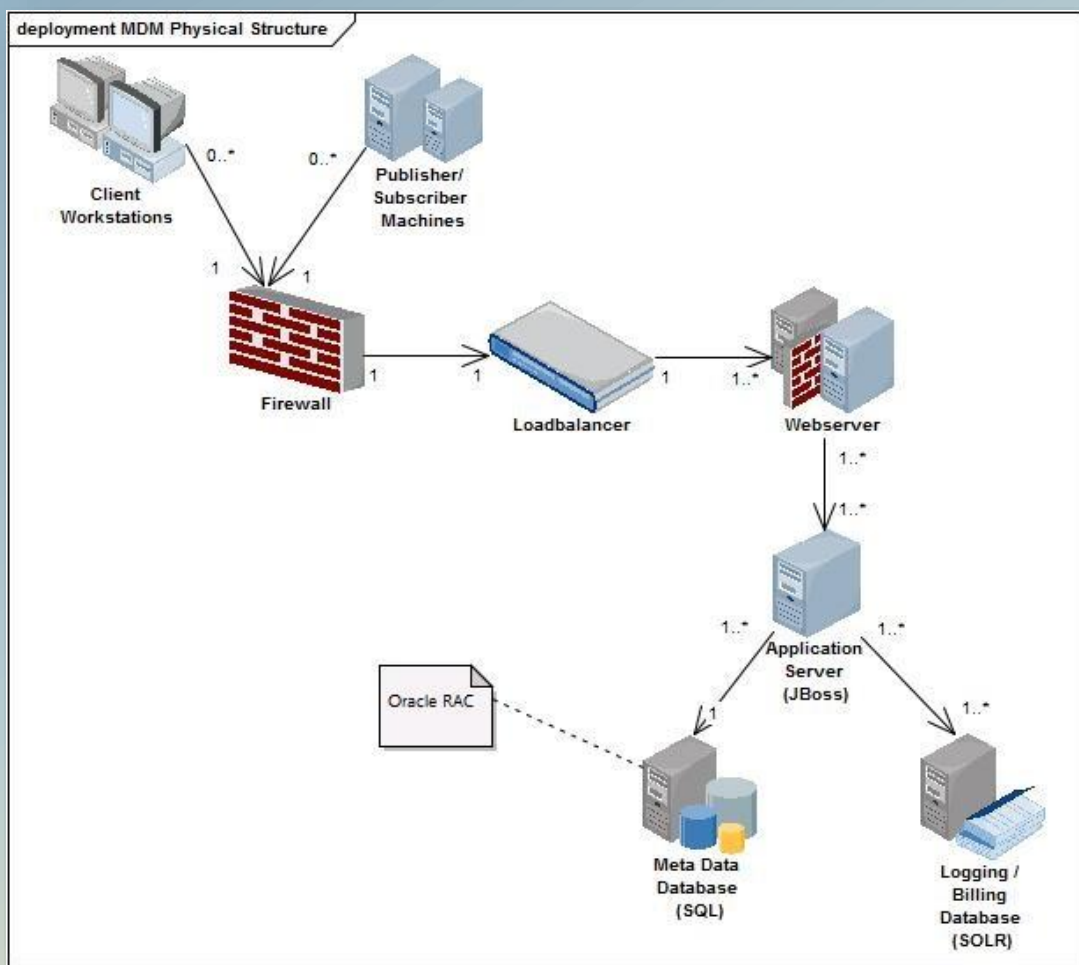 deployment MDM Physical Structure
0..*
0..*
Client
Workstations
Publisher/
Subscriber
Machines
1
1
1
1
1
1..*
Firewall
Loadbalancer
Webserver
1..*
1..*
1..*
1..*
Application
Server
(JBoss)
Oracle RAC
1
1..*
Meta Data
Database
(SQL)
Logging /
Billing
Database
(SOLR)